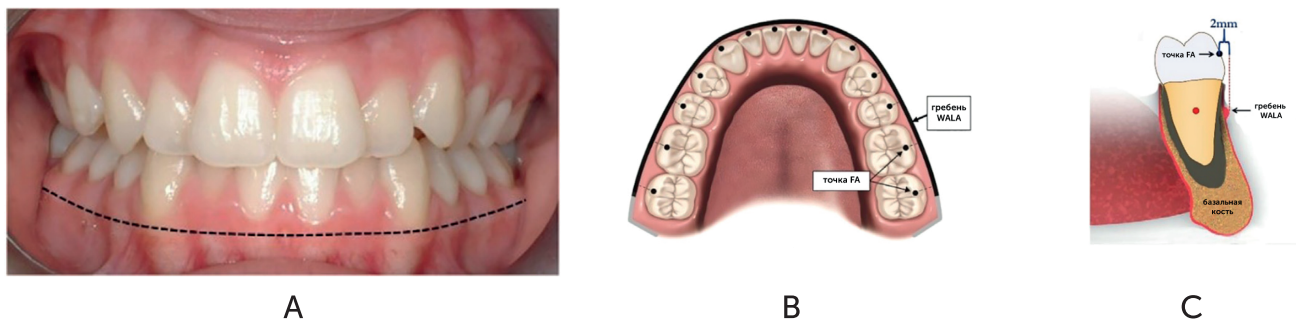 гребень
WALA
точка FA
2mm
точка FA
гребень
WALA
базальная
кость
A
B
C